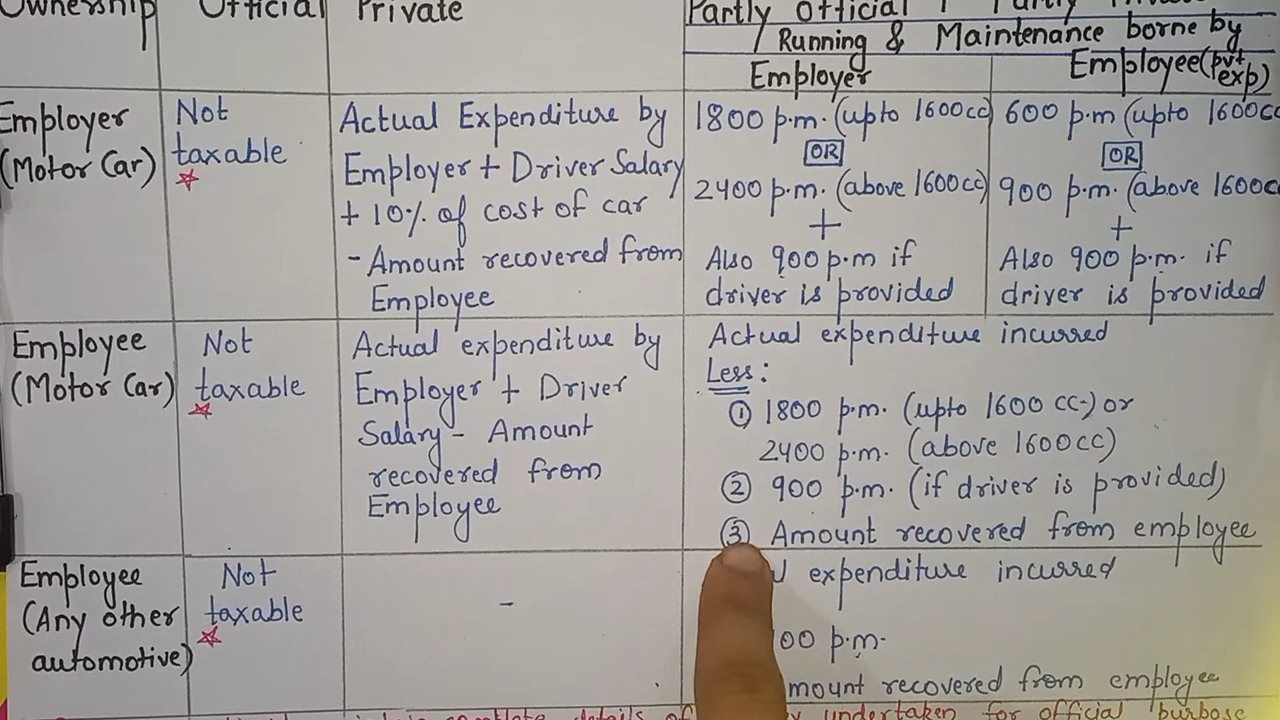 Ownership Official Private Partly Official
/ Running & Maintenance borne by
Employer Employee (pvt exp)
Employer
(Motor Car)
Not
taxable
Actual Expenditure by
Employer + Driver Salary
+ 10% of cost of car
- Amount recovered from
Employee
1800 p.m. (upto 1600cc)
OR
2400 p.m. (above 1600cc)
+
Also 900 p.m if
driver is provided
600 p.m (upto 1600cc
OR
900 p.m. (above 1600c
+
Also 900 p.m. if
driver is provided
Employee
(Motor Car)
Not
taxable
Actual expenditure by
Employer + Driver
Salary - Amount
recovered from
Employee
Actual expenditure incurred
Less:
① 1800 p.m. (upto 1600 cc) or
2400 p.m. (above 1600cc)
② 900 p.m. (if driver is provided)
③ Amount recovered from employee
Employee
(Any other
automotive)
Not
taxable
-
expenditure incurred
00 p.m.
mount recovered from employee
complete details of undertaken for official purpose